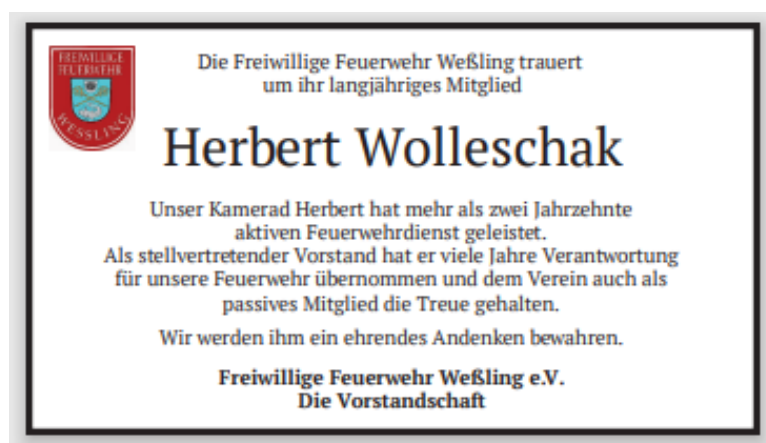 FREIWILLIGE
FEUERWEHR
WESSLING
Die Freiwillige Feuerwehr Weßling trauert
um ihr langjähriges Mitglied
Herbert Wolleschak
Unser Kamerad Herbert hat mehr als zwei Jahrzehnte
aktiven Feuerwehrdienst geleistet.
Als stellvertretender Vorstand hat er viele Jahre Verantwortung
für unsere Feuerwehr übernommen und dem Verein auch als
passives Mitglied die Treue gehalten.
Wir werden ihm ein ehrendes Andenken bewahren.
Freiwillige Feuerwehr Weßling e.V.
Die Vorstandschaft